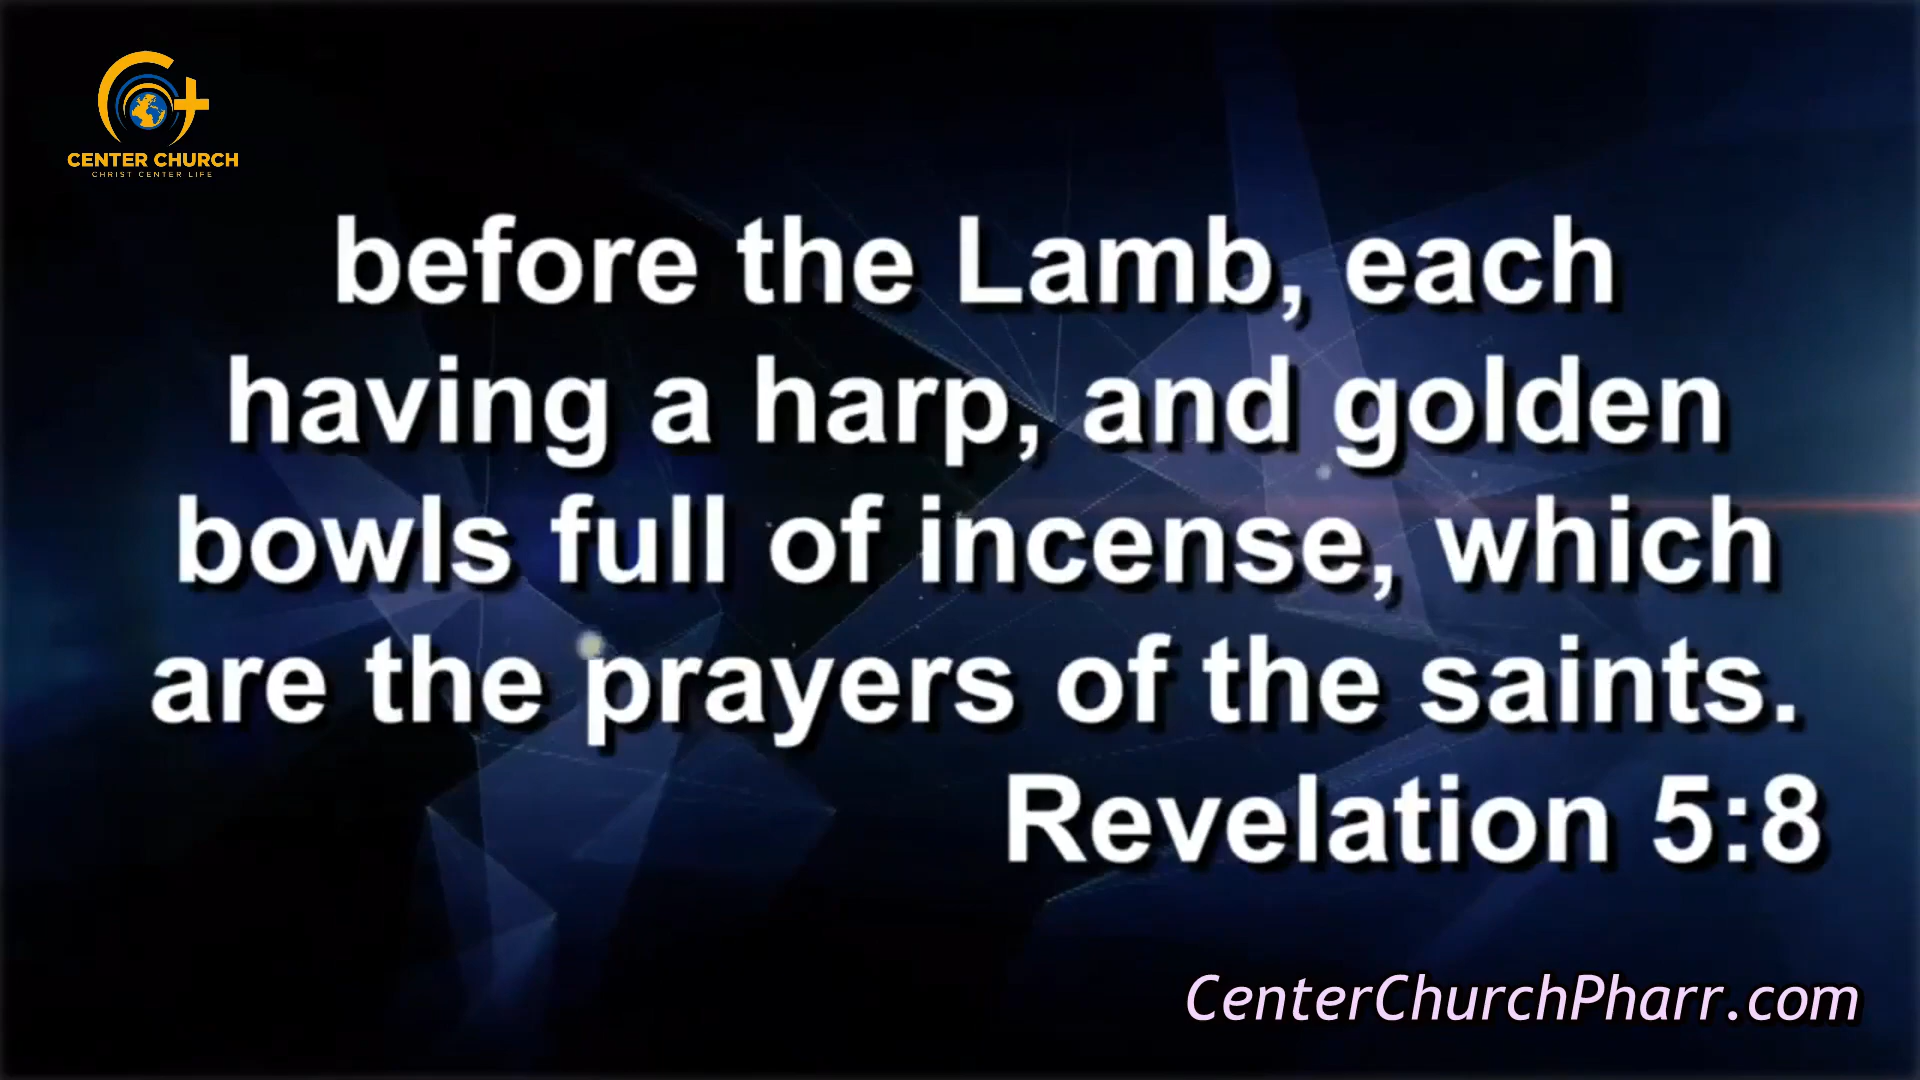 CENTER CHURCH
CHRIST CENTER LIFE
before the Lamb, each
having a harp, and golden
bowls full of incense, which
are the prayers of the saints.
Revelation 5:8
CenterChurchPharr.com